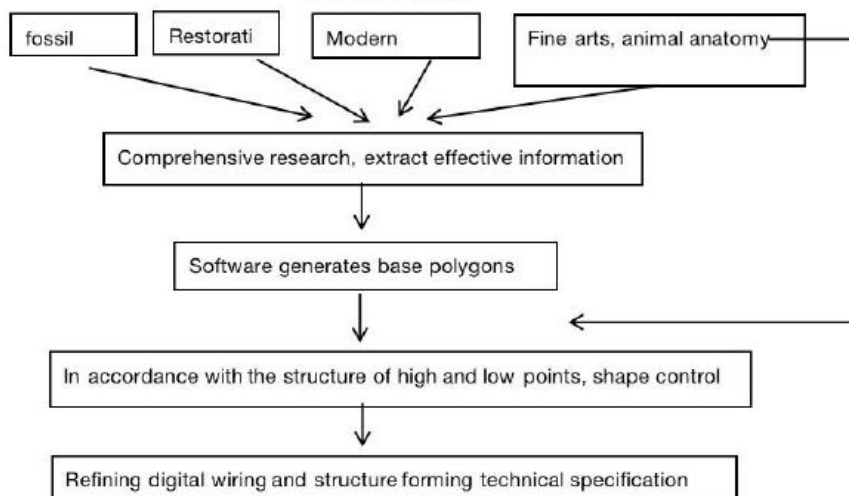 fossil
Restorati
Modern
Fine arts, animal anatomy
Comprehensive research, extract effective information
Software generates base polygons
In accordance with the structure of high and low points, shape control
Refining digital wiring and structure forming technical specification